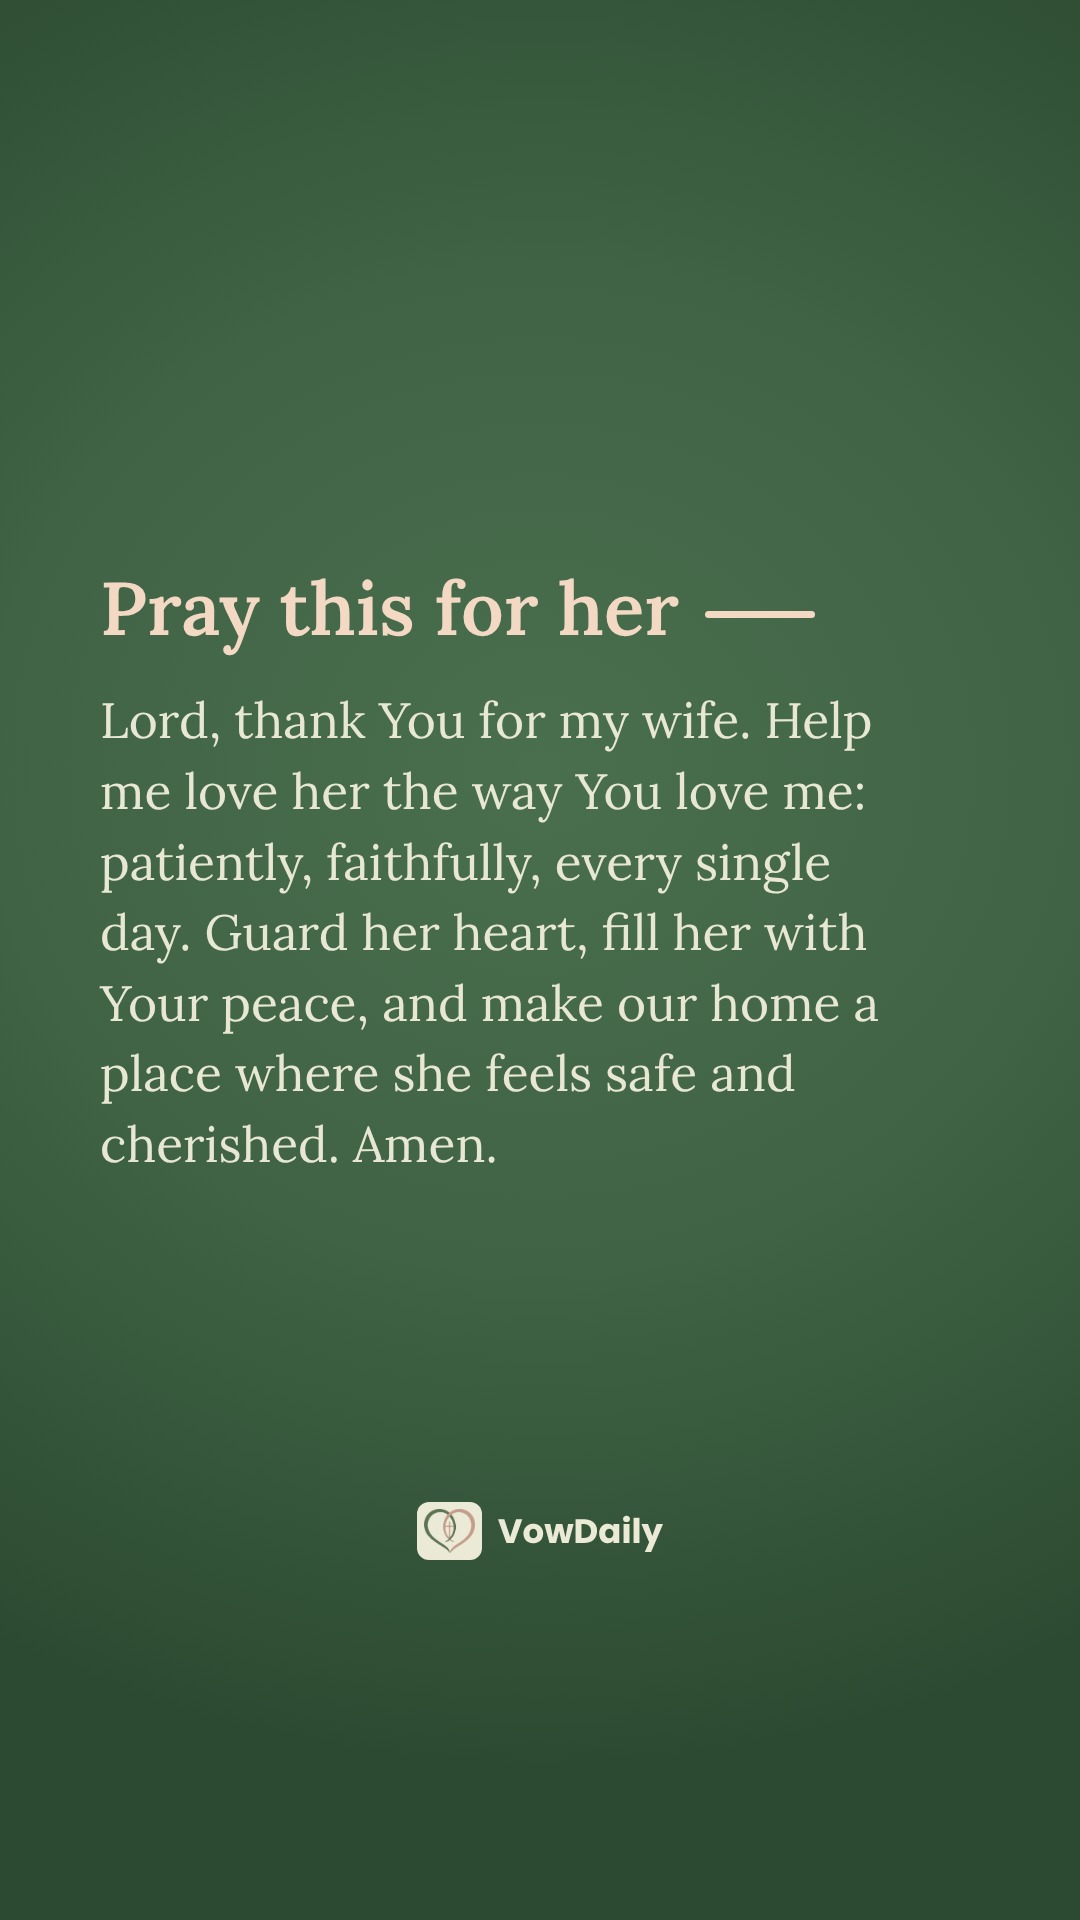 Pray this for her —
Lord, thank You for my wife. Help
me love her the way You love me:
patiently, faithfully, every single
day. Guard her heart, fill her with
Your peace, and make our home a
place where she feels safe and
cherished. Amen.
VowDaily